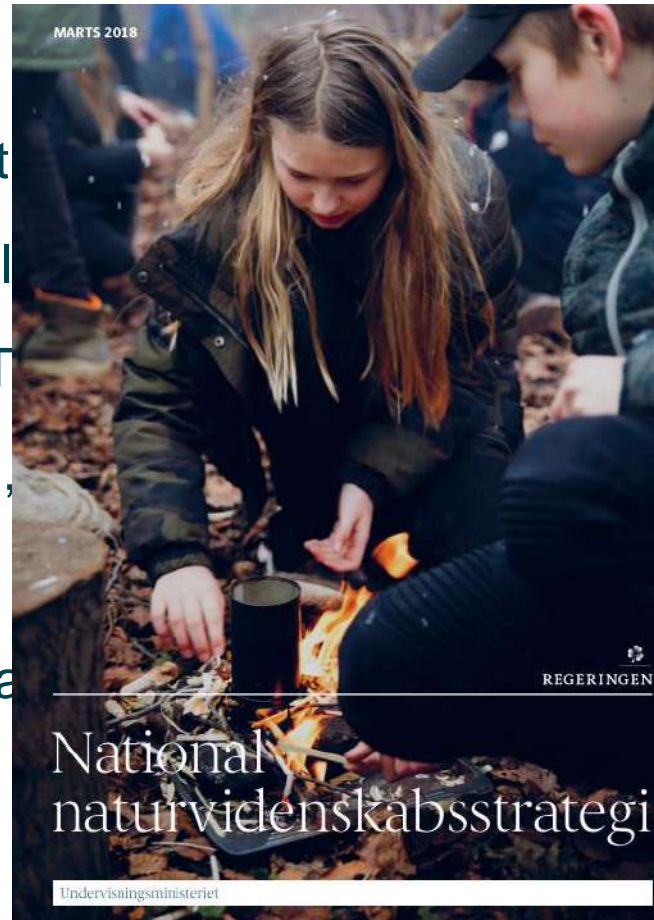 MARTS 2018
REGERINGEN
National
naturvidenskabsstrategi
Undervisningsministeriet